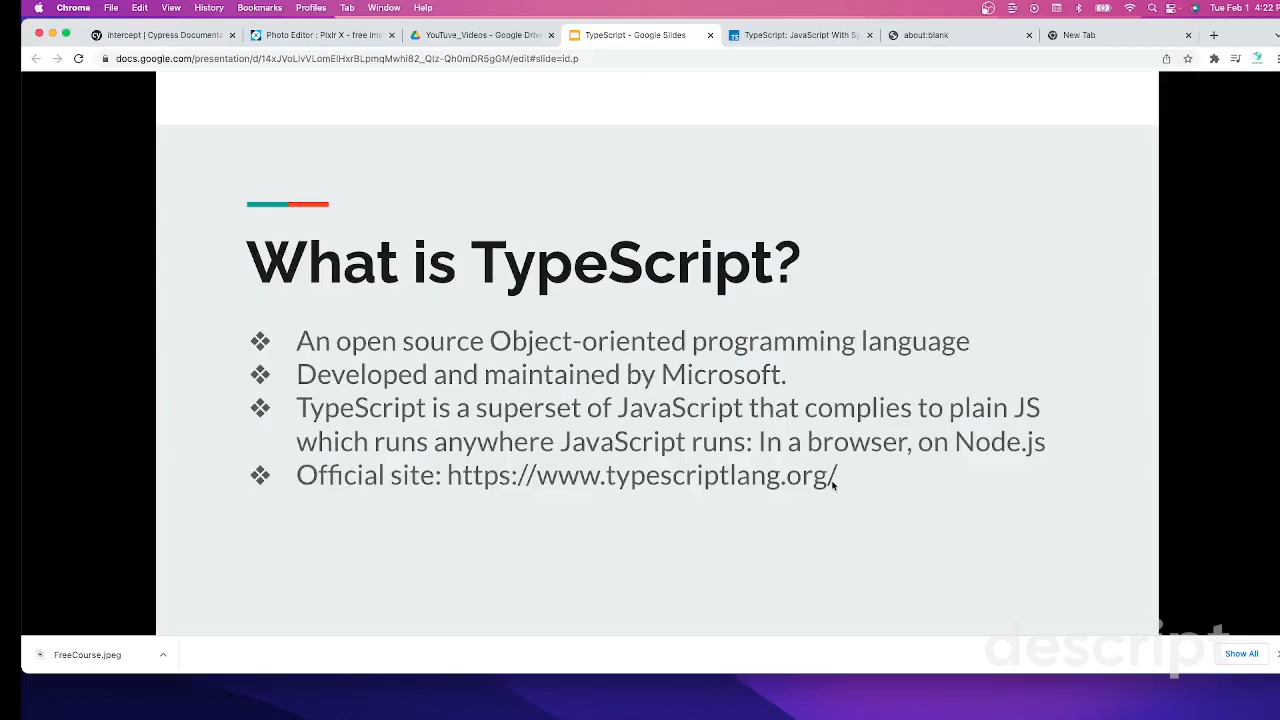 Chrome File Edit View History Bookmarks Profiles Tab Window Help Tue Feb 1 4:22 P
intercept | Cypress Documenta Photo Editor : Pixlr X - free ima YouTuve_Videos - Google Drive TypeScript - Google Slides TypeScript: JavaScript With Sy about:blank New Tab
docs.google.com/presentation/d/14xJVoLlvVLomElHxrBLpmqMwhi82_Qlz-Qh0mDR5gGM/edit#slide=id.p
What is TypeScript?
❖ An open source Object-oriented programming language
❖ Developed and maintained by Microsoft.
❖ TypeScript is a superset of JavaScript that complies to plain JS
which runs anywhere JavaScript runs: In a browser, on Node.js
❖ Official site: https://www.typescriptlang.org/
descript
FreeCourse.jpeg Show All